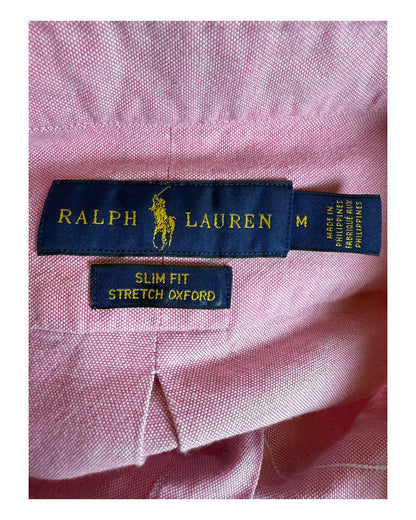 RALPH LAUREN
M
MADE IN
PHILIPPINES
FABRIQUÉ AUX
PHILIPPINES
SLIM FIT
STRETCH OXFORD